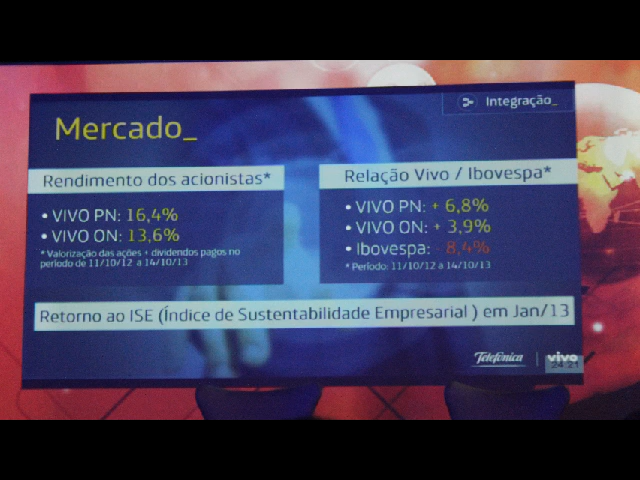 Integração_
Mercado_
Rendimento dos acionistas*
• VIVO PN: 16,4%
• VIVO ON: 13,6%
* Valorização das ações + dividendos pagos no
período de 11/10/12 a 14/10/13
Relação Vivo / Ibovespa*
• VIVO PN: + 6,8%
• VIVO ON: + 3,9%
• Ibovespa: - 8,4%
* Período: 11/10/12 a 14/10/13
Retorno ao ISE (Índice de Sustentabilidade Empresarial ) em Jan/13
Telefónica | vivo
24:21